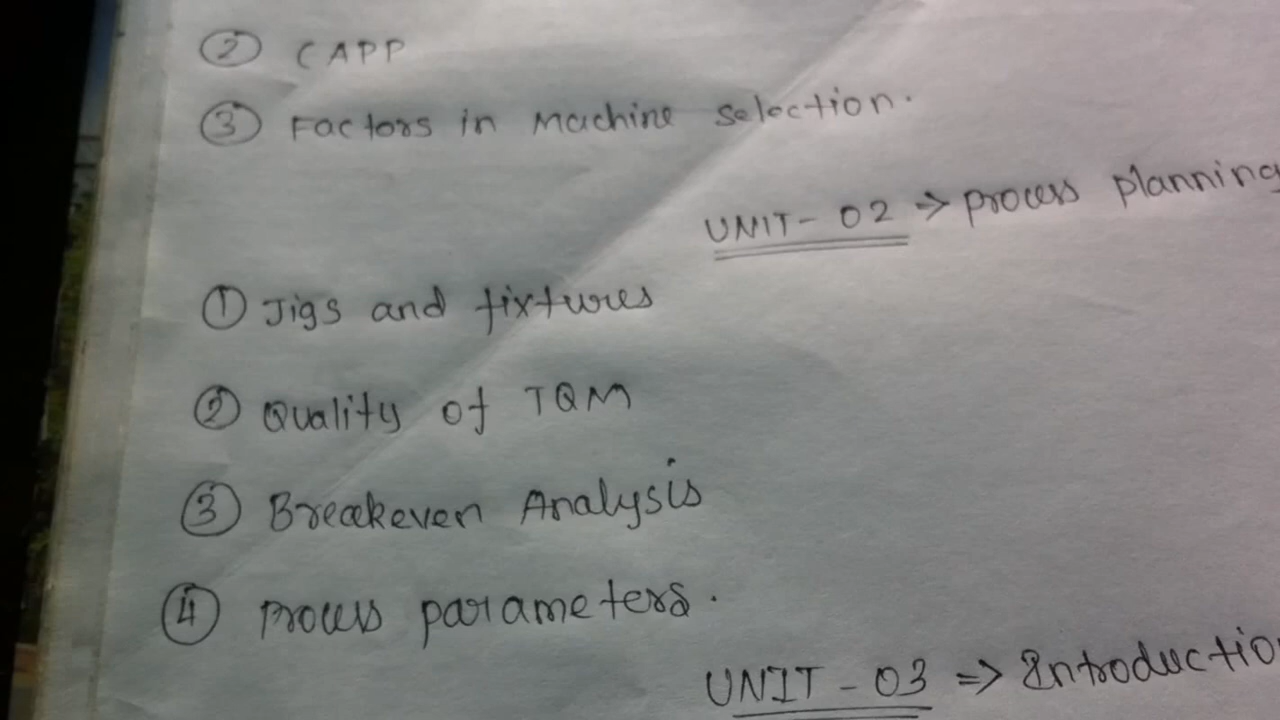 ② CAPP
③ Factors in Machine selection.
UNIT - 02 ⇒ process planning
① Jigs and fixtures
② Quality of TQM
③ Breakeven Analysis
④ Process parameters.
UNIT - 03 ⇒ Introductio